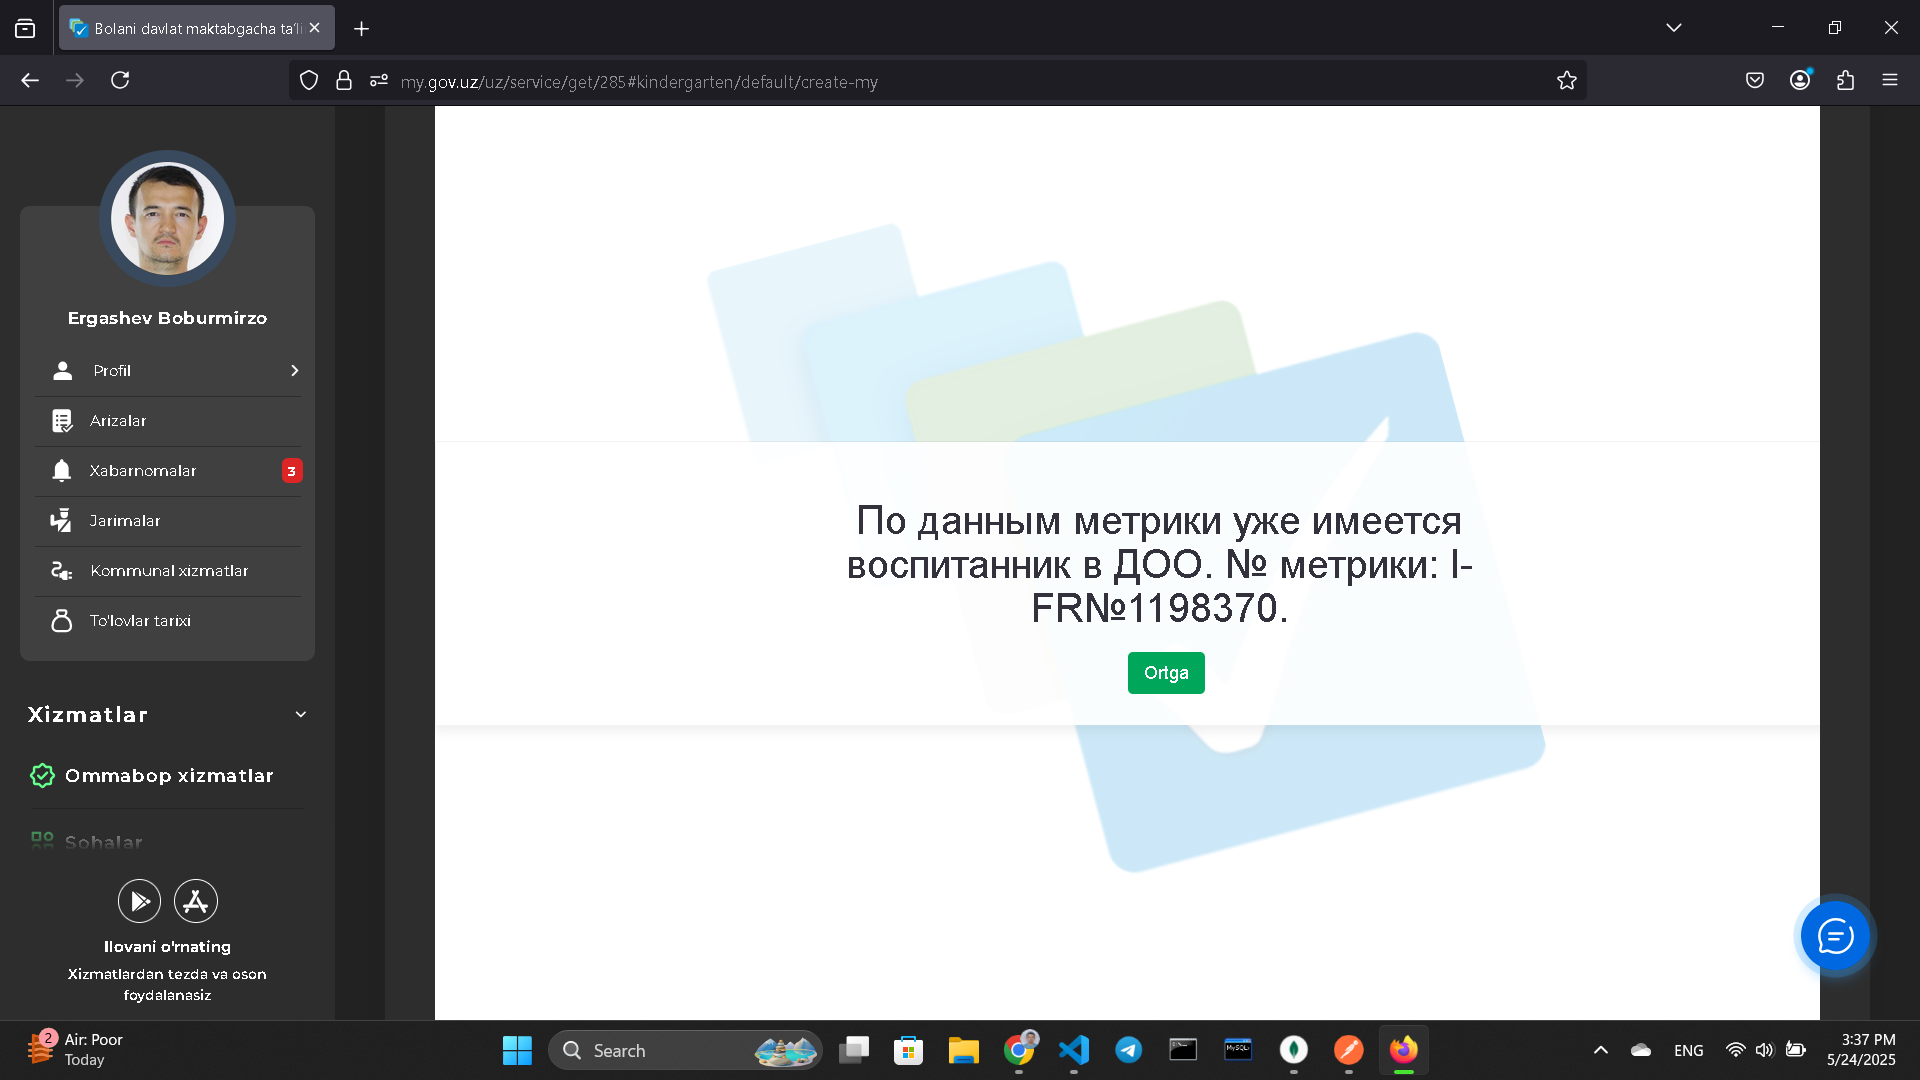 Bolani davlat maktabgacha ta'li
my.gov.uz/uz/service/get/285#kindergarten/default/create-my
Ergashev Boburmirzo
Profil
Arizalar
Xabarnomalar 3
Jarimalar
Kommunal xizmatlar
To'lovlar tarixi
Xizmatlar
Ommabop xizmatlar
Sohalar
Ilovani o'rnating
Xizmatlardan tezda va oson
foydalanasiz
По данным метрики уже имеется
воспитанник в ДОО. № метрики: I-
FR№1198370.
Ortga
2
Air: Poor
Today
Search
MySQL
ENG
3:37 PM
5/24/2025